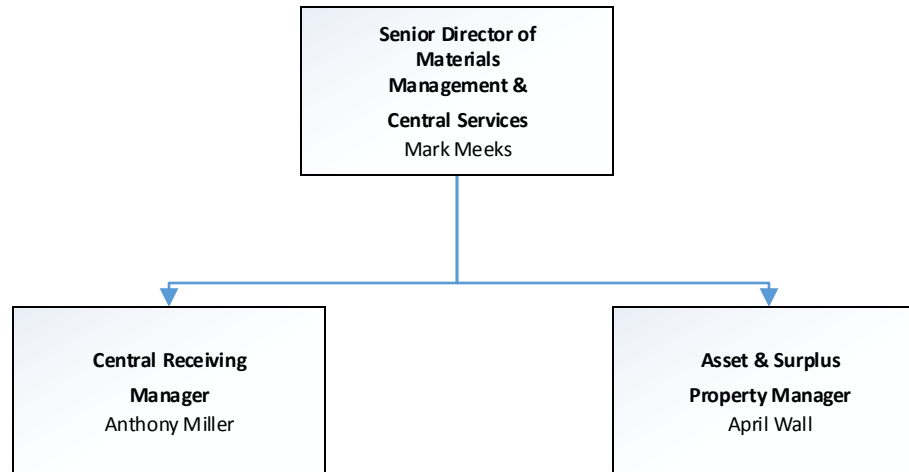 Senior Director of
Materials
Management &
Central Services
Mark Meeks
Central Receiving
Manager
Anthony Miller
Asset & Surplus
Property Manager
April Wall